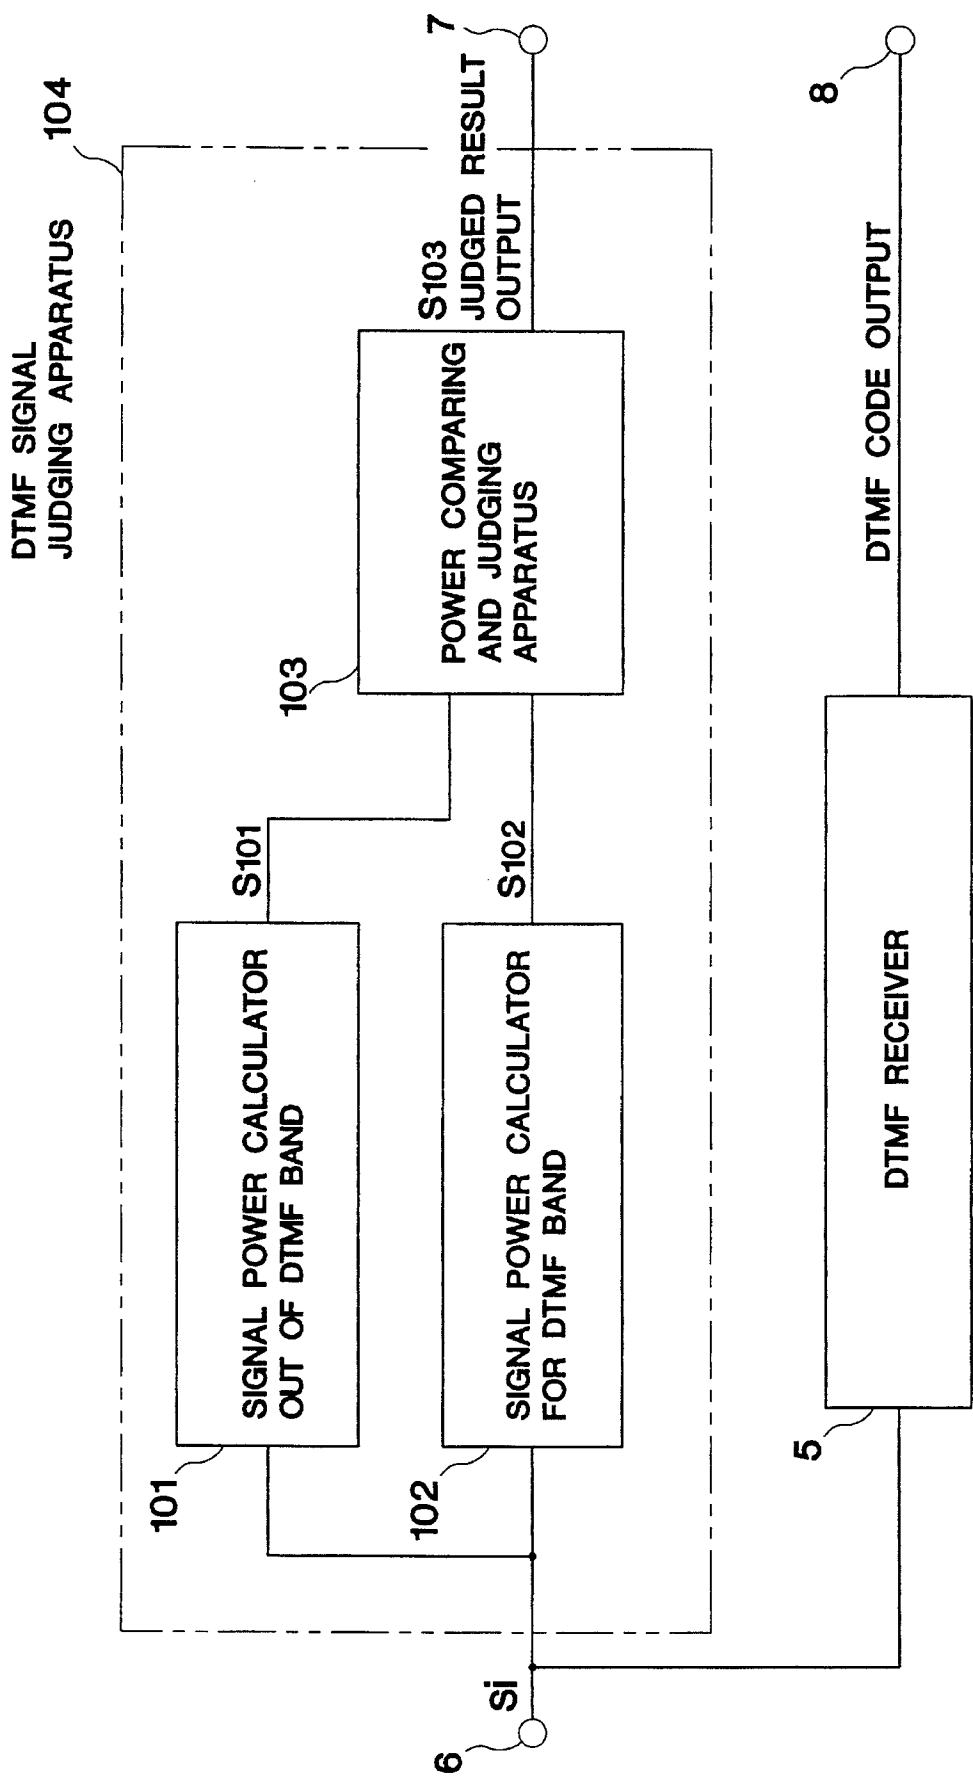 DTMF SIGNAL
JUDGING APPARATUS
104
101
SIGNAL POWER CALCULATOR
OUT OF DTMF BAND
S101
102
SIGNAL POWER CALCULATOR
FOR DTMF BAND
S102
103
POWER COMPARING
AND JUDGING
APPARATUS
S103
JUDGED RESULT
OUTPUT
7
6
Si
5
DTMF RECEIVER
DTMF CODE OUTPUT
8